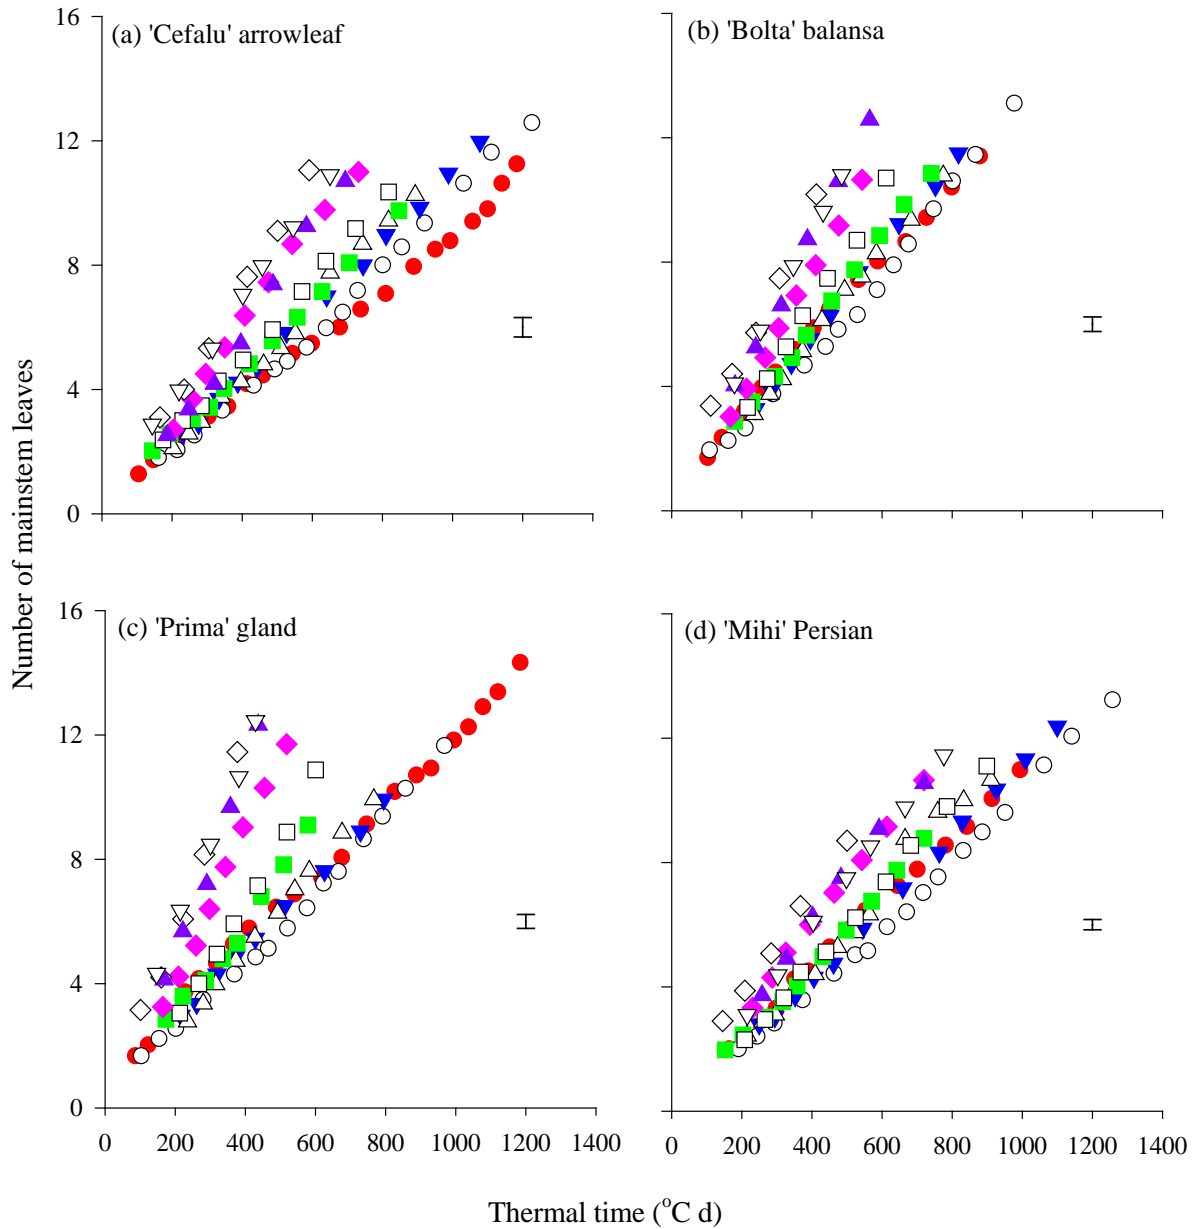 16
(a) 'Cefalu' arrowleaf
12
8
4
0
(b) 'Bolta' balansa
Number of mainstem leaves
16
(c) 'Prima' gland
12
8
4
0
0 200 400 600 800 1000 1200 1400
(d) 'Mihi' Persian
0 200 400 600 800 1000 1200 1400
Thermal time (°C d)